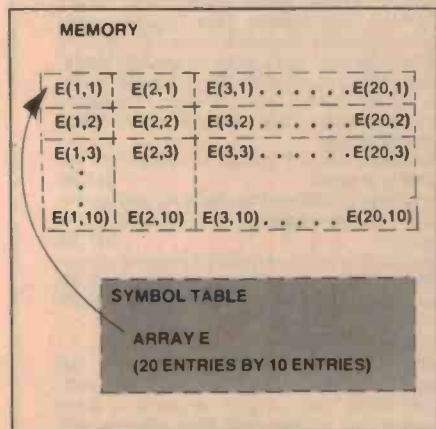 MEMORY
E(1,1) E(2,1) E(3,1) . . . . . . E(20,1)
E(1,2) E(2,2) E(3,2) . . . . . E(20,2)
E(1,3) E(2,3) E(3,3) . . . . . E(20,3)
E(1,10) E(2,10) E(3,10) . . . . . E(20,10)
SYMBOL TABLE
ARRAY E
(20 ENTRIES BY 10 ENTRIES)